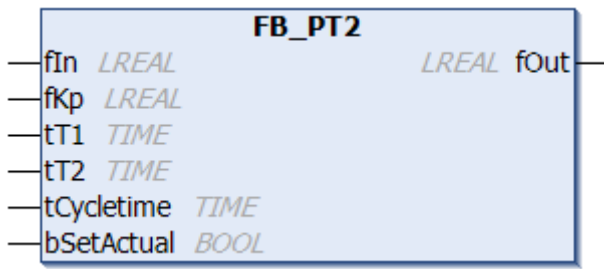 FB_PT2
fIn LREAL LREAL fOut
fKp LREAL
tT1 TIME
tT2 TIME
tCycletime TIME
bSetActual BOOL